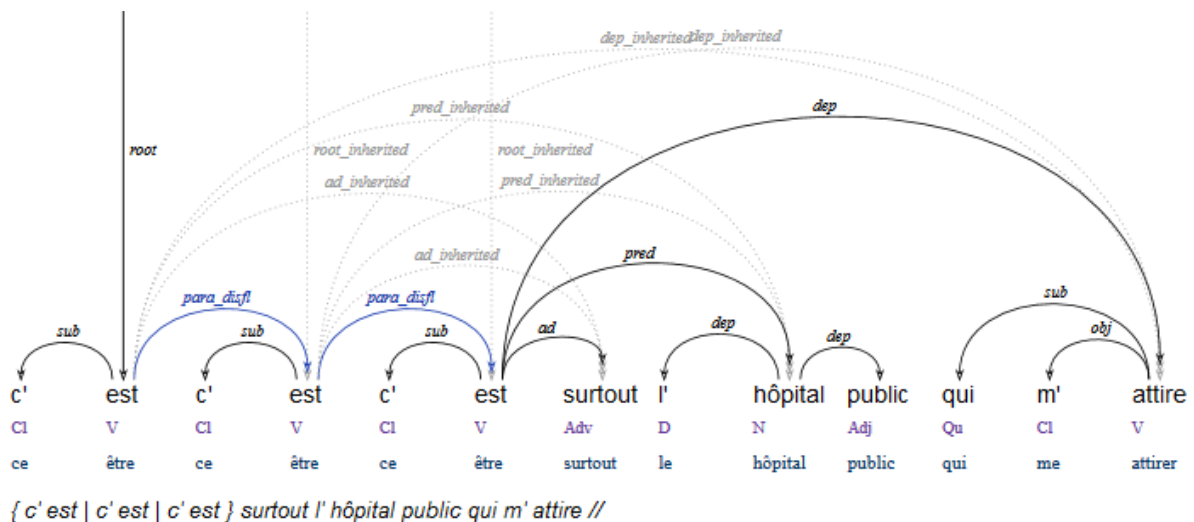 dep_inherited dep_inherited
dep
pred_inherited
root root_inherited root_inherited
ad_inherited pred_inherited
ad_inherited pred
para_disfl para_disfl sub
sub sub sub ad dep dep obj
c' est c' est c' est surtout l' hôpital public qui m' attire
Cl V Cl V Cl V Adv D N Adj Qu Cl V
ce être ce être ce être surtout le hôpital public qui me attirer
{ c' est | c' est | c' est } surtout l' hôpital public qui m' attire //